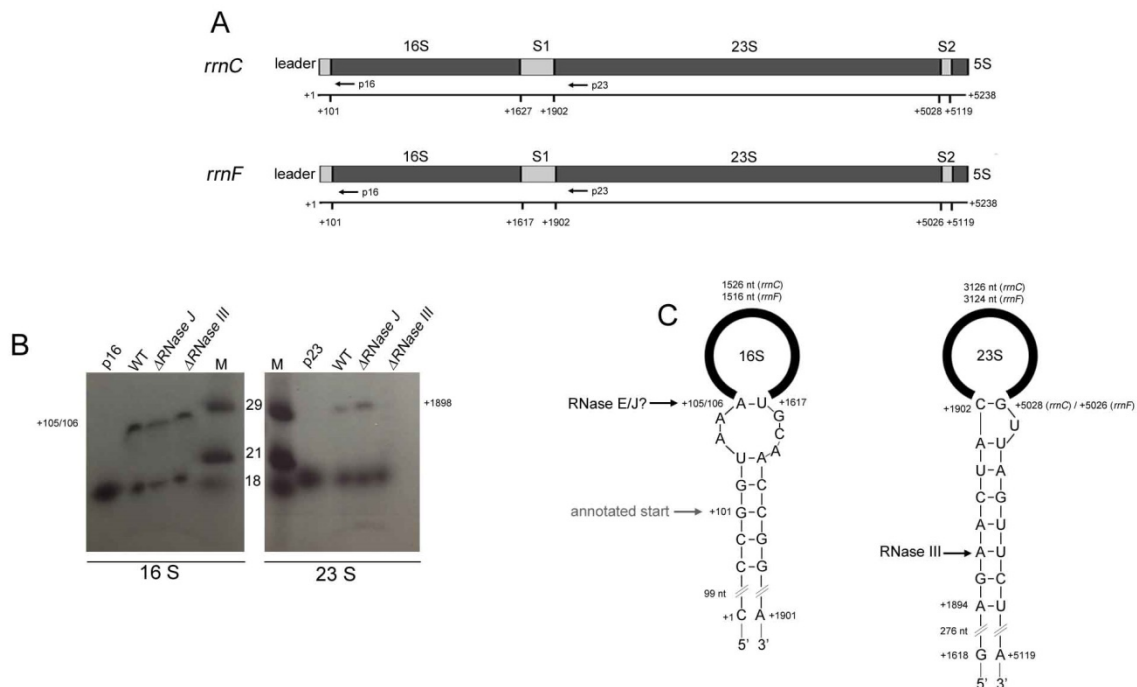 A
16S S1 23S S2
rrnC leader 5S
p16 p23
+1 +5238
+101 +1627 +1902 +5028 +5119
16S S1 23S S2
rrnF leader 5S
p16 p23
+1 +5238
+101 +1617 +1902 +5026 +5119
B
p16 WT ΔRNase J ΔRNase III M
M p23 WT ΔRNase J ΔRNase III
+105/106
29
21
18
+1898
16 S
23 S
C
1526 nt (rrnC)
1516 nt (rrnF)
16S
RNase E/J? +105/106 A U +1617
A G
A C
U A A
G C
G C
annotated start +101 G C
C G
C G
99 nt
+1 C A +1901
5' 3'
3126 nt (rrnC)
3124 nt (rrnF)
23S
+1902 C G +5028 (rrnC) / +5026 (rrnF)
U
A U
U A
C G
A U
RNase III A U
G C
+1894 A U
276 nt
+1618 G A +5119
5' 3'